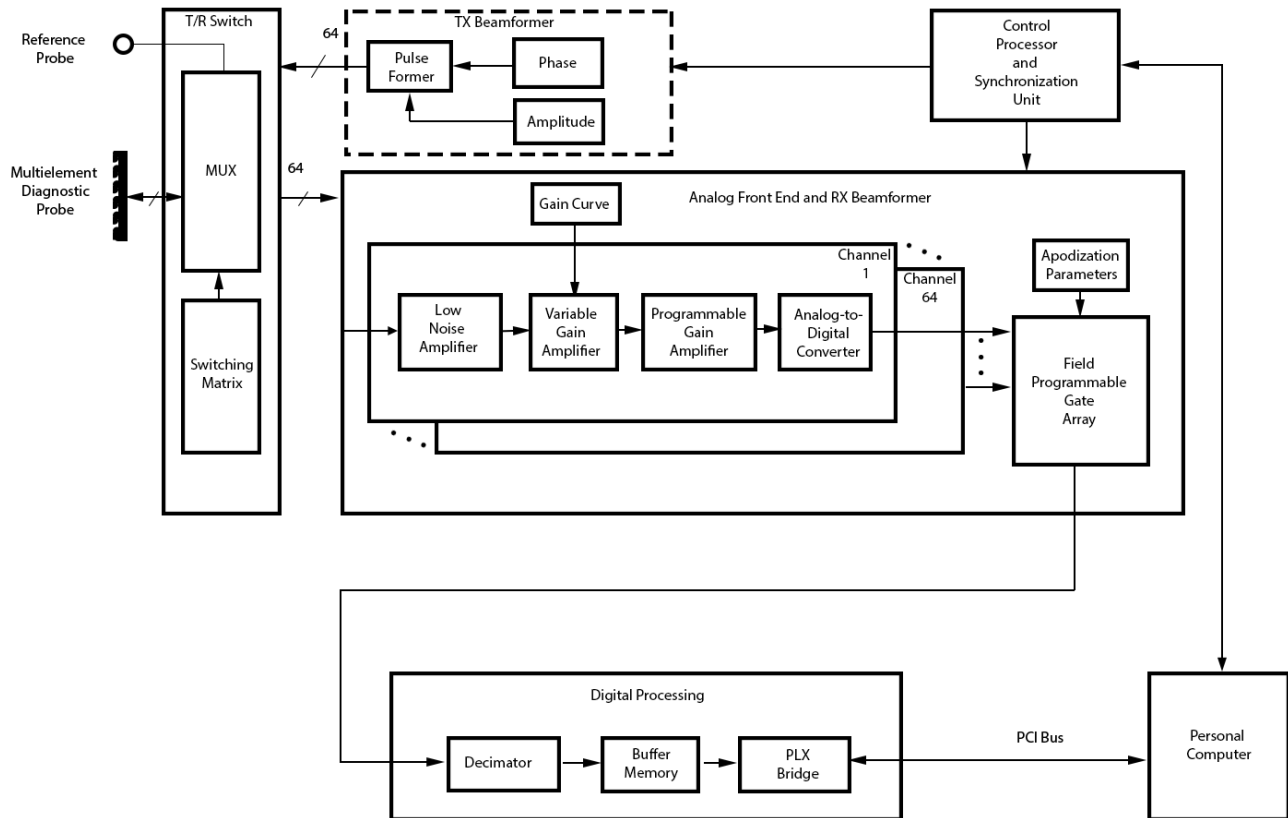 T/R Switch
Reference
Probe
MUX
Multielement
Diagnostic
Probe
Switching
Matrix
64
64
TX Beamformer
Pulse
Former
Phase
Amplitude
Control
Processor
and
Synchronization
Unit
Analog Front End and RX Beamformer
Gain Curve
Channel
1
Channel
64
Low
Noise
Amplifier
Variable
Gain
Amplifier
Programmable
Gain
Amplifier
Analog-to-
Digital
Converter
Apodization
Parameters
Field
Programmable
Gate
Array
Digital Processing
Decimator
Buffer
Memory
PLX
Bridge
PCI Bus
Personal
Computer